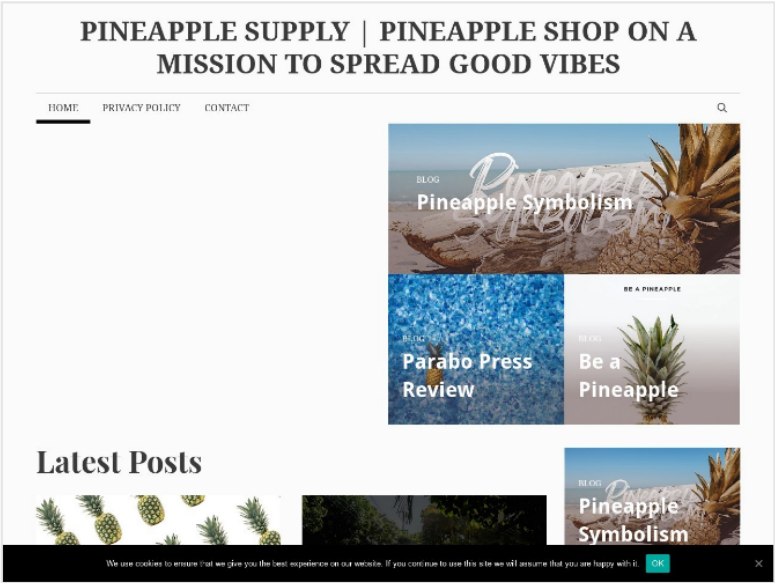 PINEAPPLE SUPPLY | PINEAPPLE SHOP ON A
MISSION TO SPREAD GOOD VIBES
HOME PRIVACY POLICY CONTACT
Pineapple
Symbolism
BLOG
Pineapple Symbolism
BLOG
Parabo Press
Review
BE A PINEAPPLE
BLOG
Be a
Pineapple
Latest Posts
BLOG
Pineapple
Symbolism
We use cookies to ensure that we give you the best experience on our website. If you continue to use this site we will assume that you are happy with it. OK